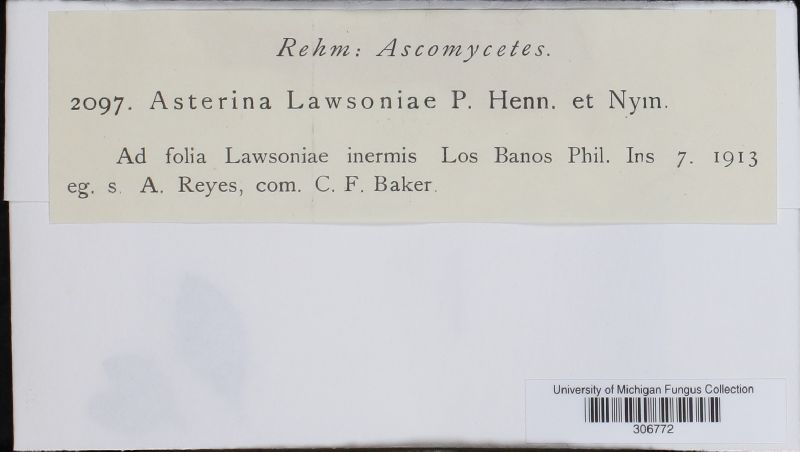 Rehm: Ascomycetes.
2097. Asterina Lawsoniae P. Henn. et Nym.
Ad folia Lawsoniae inermis Los Banos Phil. Ins 7. 1913
eg. s. A. Reyes, com. C. F. Baker.
University of Michigan Fungus Collection
306772